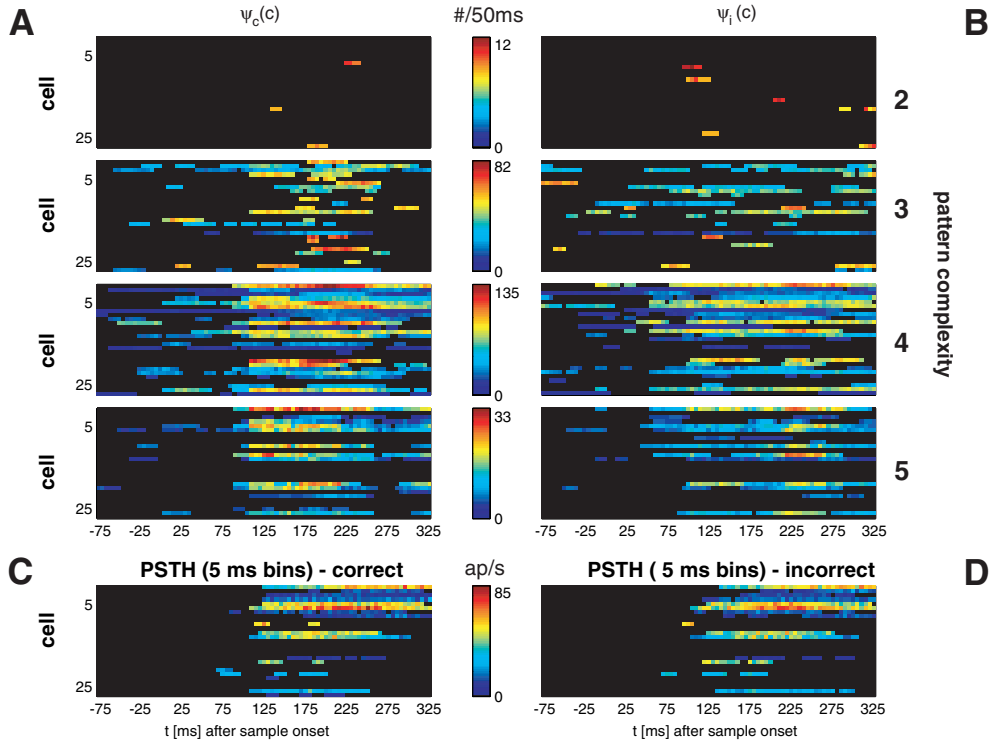 A
ψc(c)
#/50ms
ψi (c)
B
cell
5
25
12
0
2
cell
5
25
82
0
3
cell
5
25
135
0
4
cell
5
25
33
0
5
pattern complexity
-75 -25 25 75 125 175 225 275 325
-75 -25 25 75 125 175 225 275 325
C
PSTH (5 ms bins) - correct
ap/s
PSTH ( 5 ms bins) - incorrect
D
cell
5
25
85
0
-75 -25 25 75 125 175 225 275 325
-75 -25 25 75 125 175 225 275 325
t [ms] after sample onset
t [ms] after sample onset